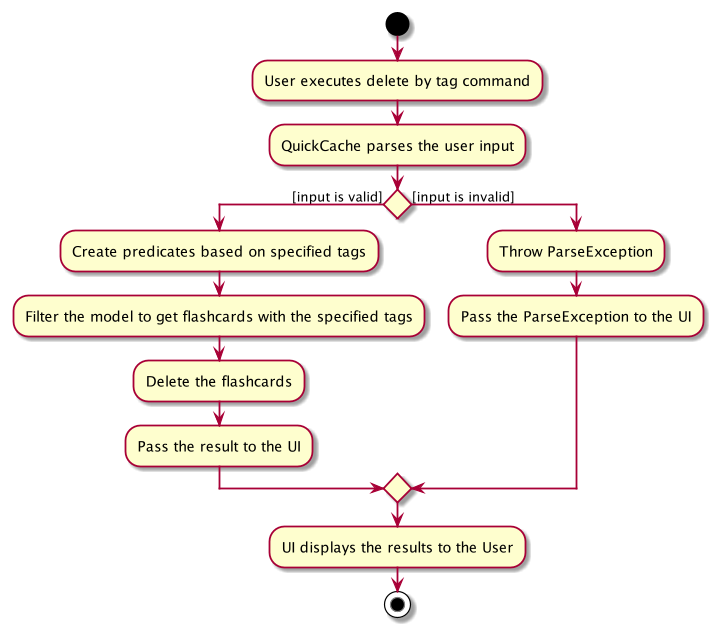 User executes delete by tag command
QuickCache parses the user input
[input is valid]
[input is invalid]
Create predicates based on specified tags
Throw ParseException
Filter the model to get flashcards with the specified tags
Pass the ParseException to the UI
Delete the flashcards
Pass the result to the UI
UI displays the results to the User